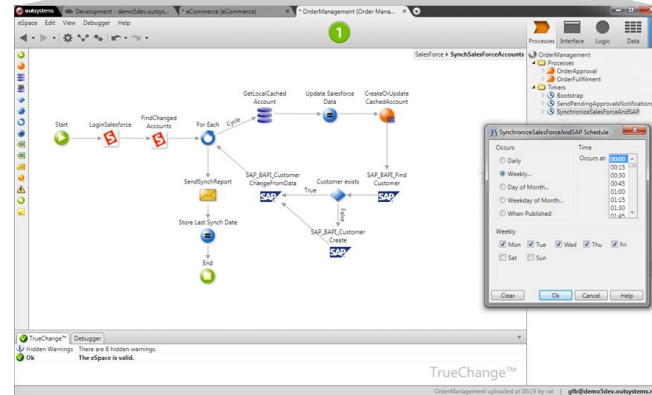 outsystems
Development - demo5dev.outsys...
* eCommerce (eCommerce)
* OrderManagement (Order Mana...
eSpace Edit View Debugger Help
1
Processes Interface Logic Data
SalesForce ▸ SynchSalesForceAccounts
OrderManagement
Processes
OrderApproval
OrderFulfilment
Timers
Bootstrap
SendPendingApprovalsNotification
SynchronizeSalesForceAndSAP
GetLocalCached
Account
Update Salesforce
Data
CreateOrUpdate
CachedAccount
Start
LoginSalesforce
FindChanged
Accounts
For Each
Cycle
SendSynchReport
SAP_BAPI_Customer
ChangeFromData
True
Customer exists
SAP_BAPI_Find
Customer
SAP
SAP
False
Store Last Synch Date
SAP_BAPI_Customer
Create
SAP
End
SynchronizeSalesForceAndSAP Schedule
Occurs
Time
Daily
Occurs at:
00:00
00:15
Weekly...
00:30
00:45
Day of Month...
01:00
Weekday of Month...
01:15
01:30
When Published
01:45
Weekly
Mon Tue Wed Thu Fri
Sat Sun
Clear Ok Cancel Help
TrueChange™ Debugger
Hidden Warnings There are 8 hidden warnings.
Ok The eSpace is valid.
TrueChange™
OrderManagement uploaded at 00:19 by rat | gfb@demo5dev.outsystems.n